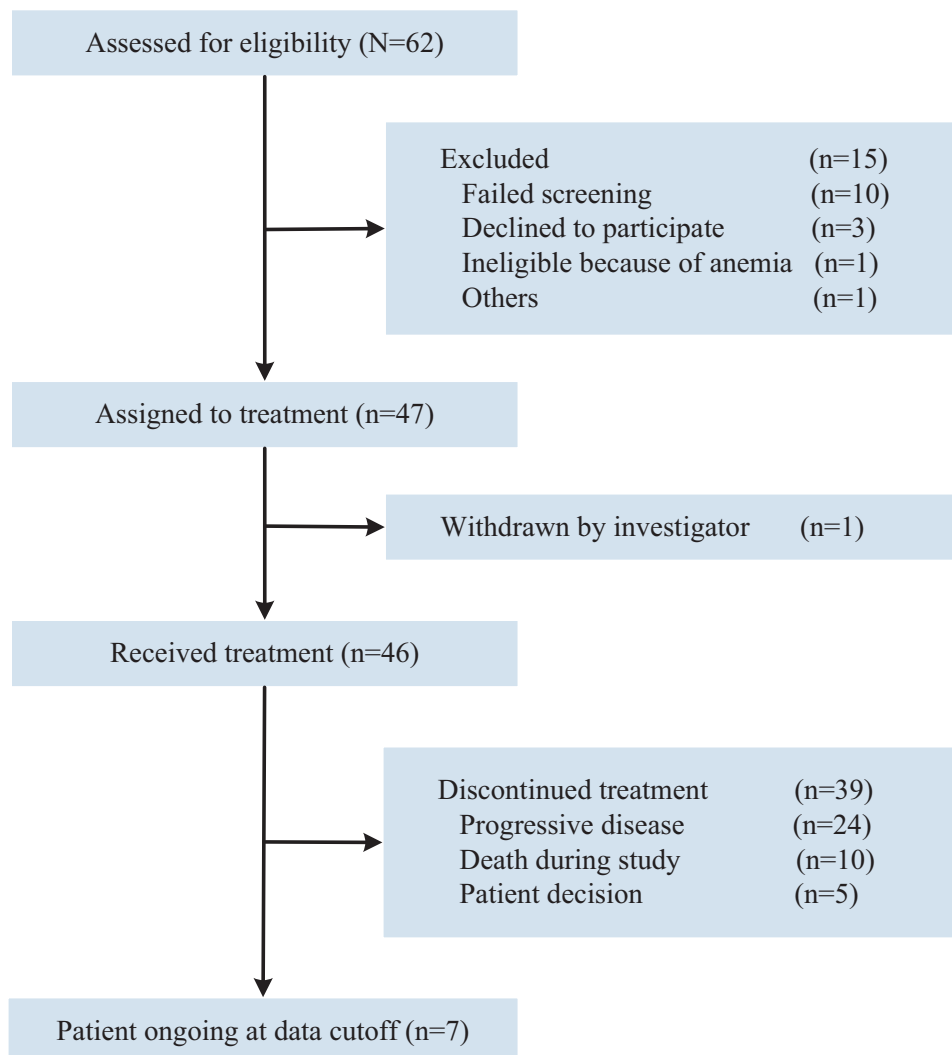 Assessed for eligibility (N=62)
Excluded (n=15)
Failed screening (n=10)
Declined to participate (n=3)
Ineligible because of anemia (n=1)
Others (n=1)
Assigned to treatment (n=47)
Withdrawn by investigator (n=1)
Received treatment (n=46)
Discontinued treatment (n=39)
Progressive disease (n=24)
Death during study (n=10)
Patient decision (n=5)
Patient ongoing at data cutoff (n=7)